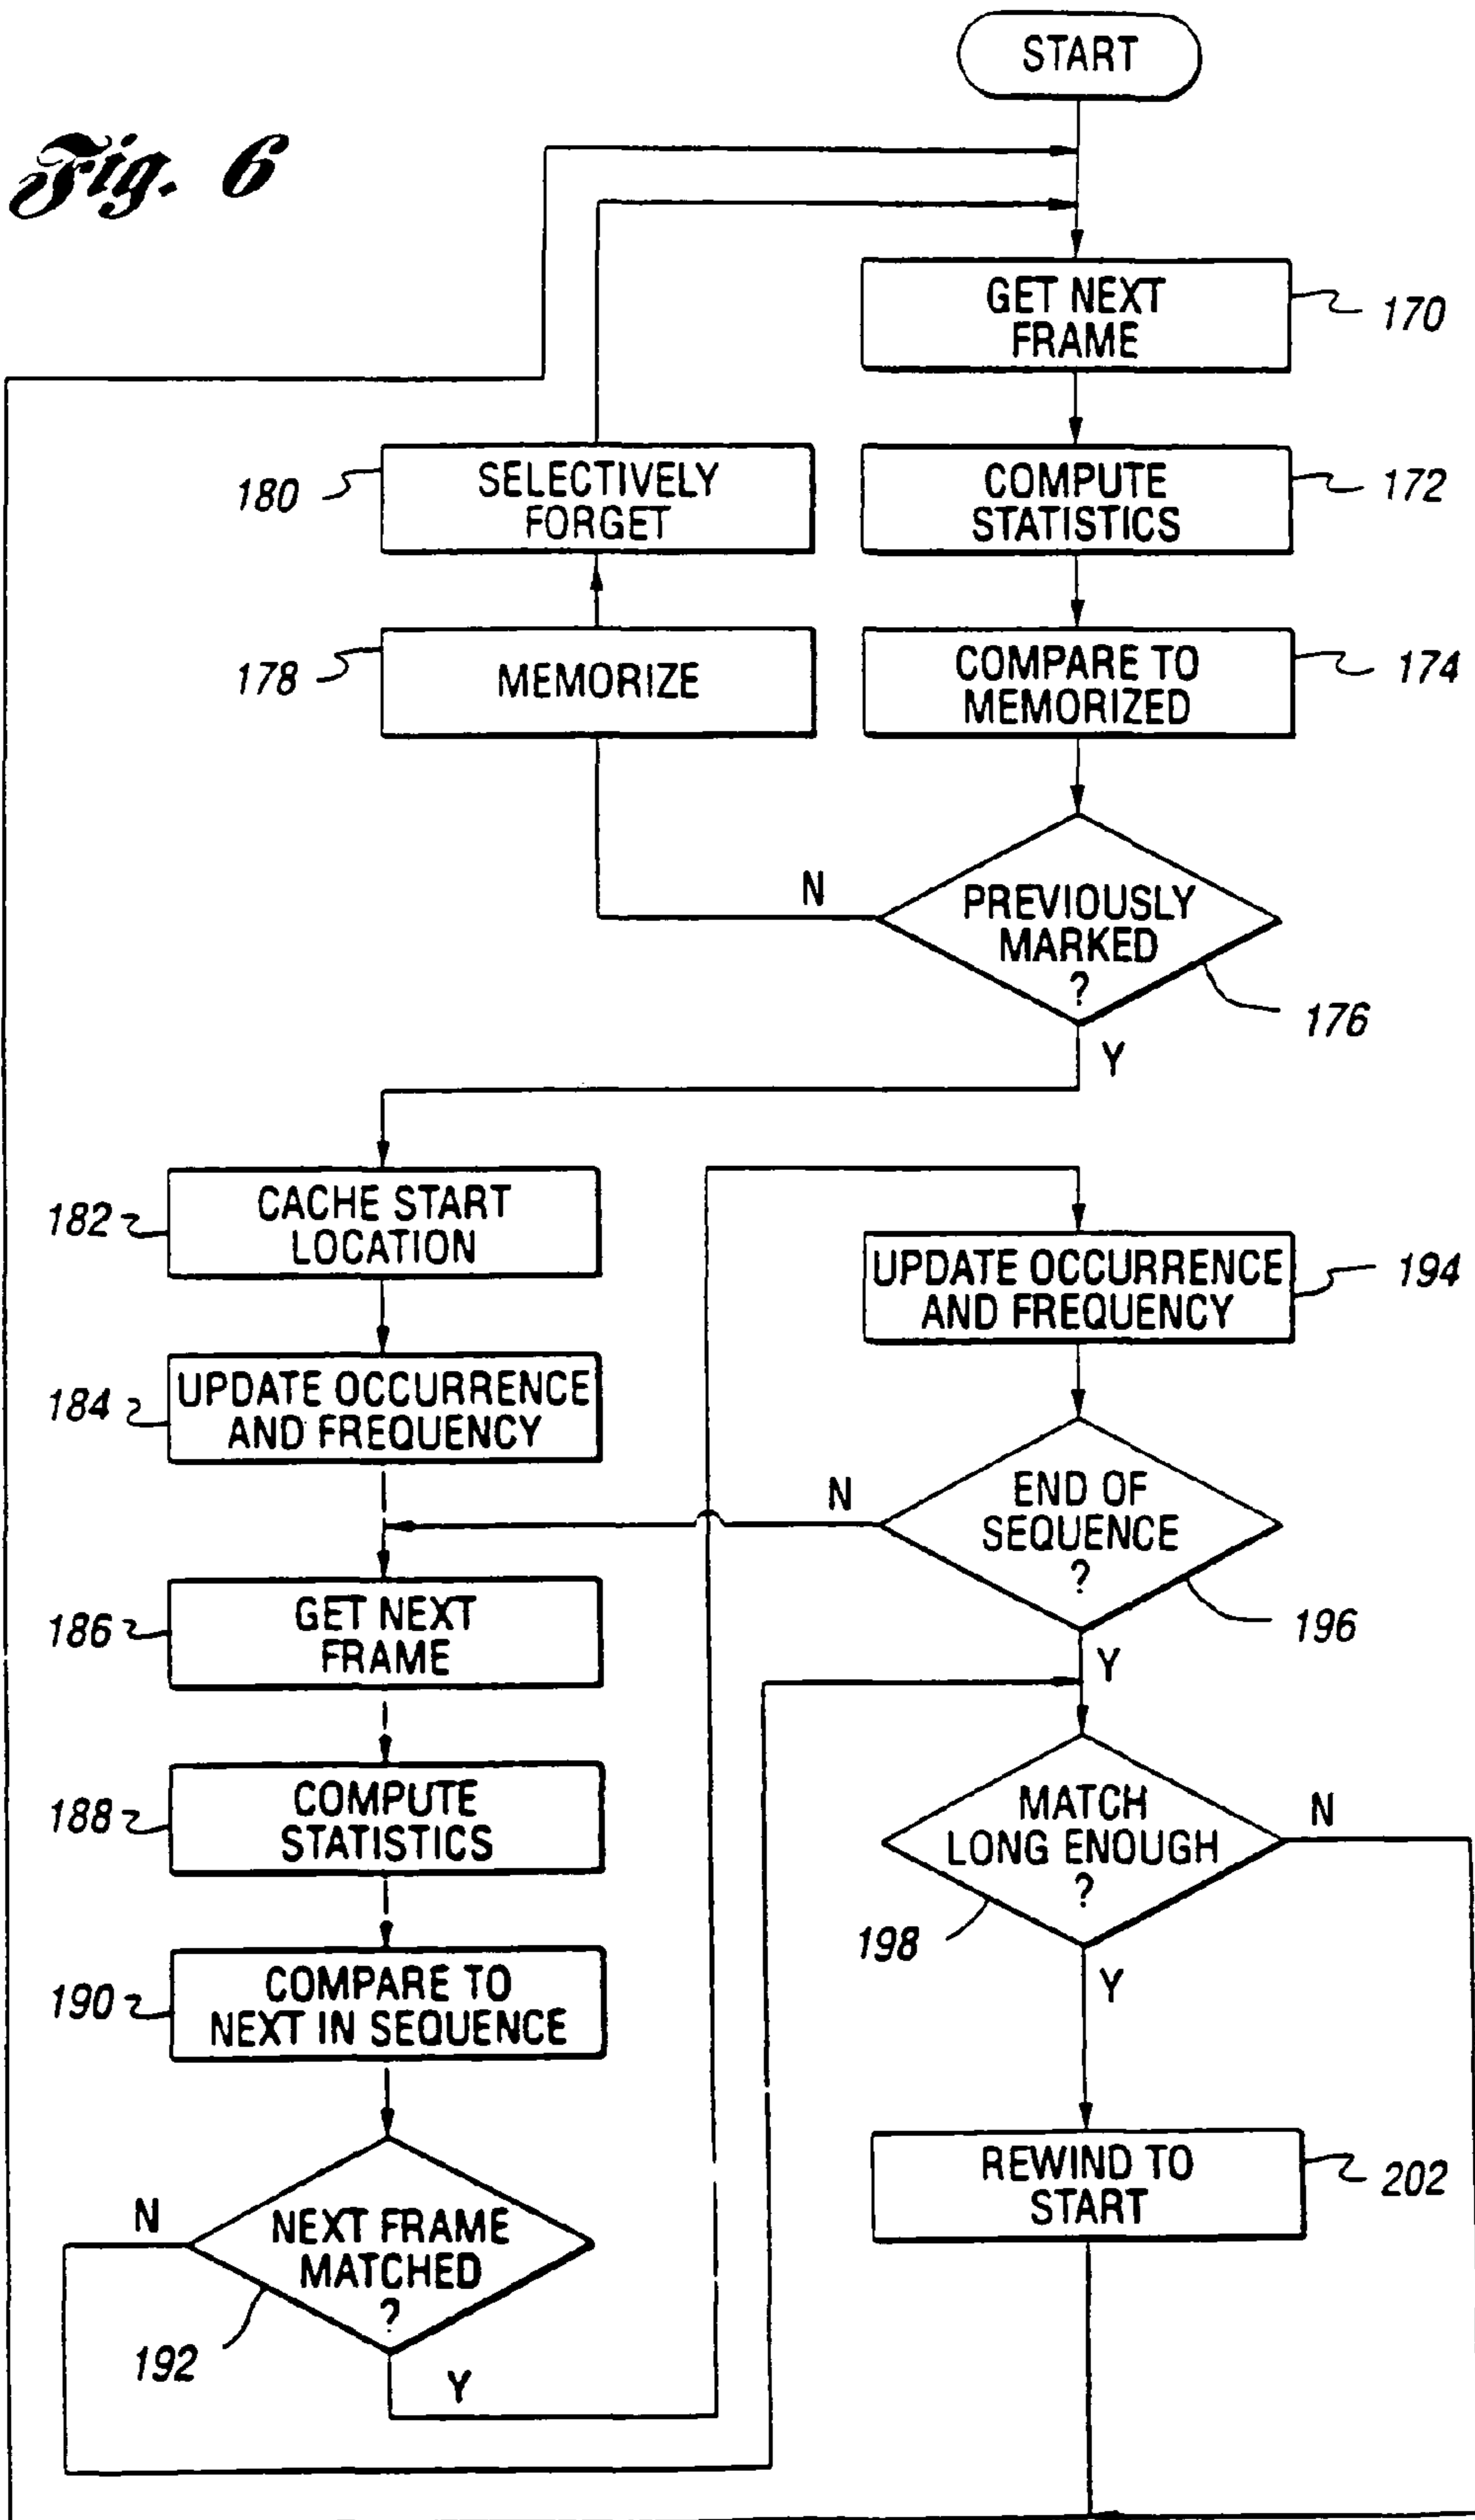 Fig. 6
START
GET NEXT
FRAME
170
SELECTIVELY
FORGET
180
COMPUTE
STATISTICS
172
MEMORIZE
178
COMPARE TO
MEMORIZED
174
N
PREVIOUSLY
MARKED
?
176
Y
CACHE START
LOCATION
182
UPDATE OCCURRENCE
AND FREQUENCY
194
UPDATE OCCURRENCE
AND FREQUENCY
184
N
END OF
SEQUENCE
?
196
Y
GET NEXT
FRAME
186
COMPUTE
STATISTICS
188
MATCH
LONG ENOUGH
?
N
198
Y
COMPARE TO
NEXT IN SEQUENCE
190
REWIND TO
START
202
N
NEXT FRAME
MATCHED
?
192
Y